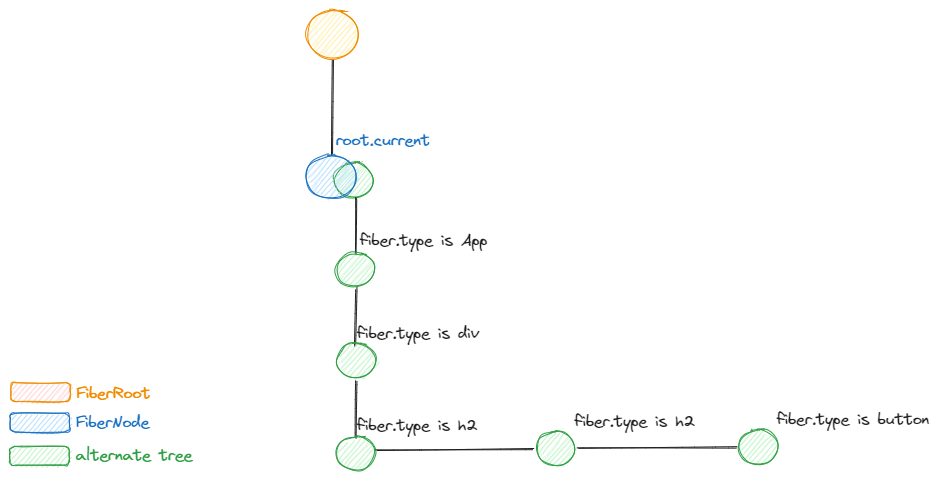 root.current
fiber.type is App
fiber.type is div
fiber.type is h2
fiber.type is h2
fiber.type is button
FiberRoot
FiberNode
alternate tree